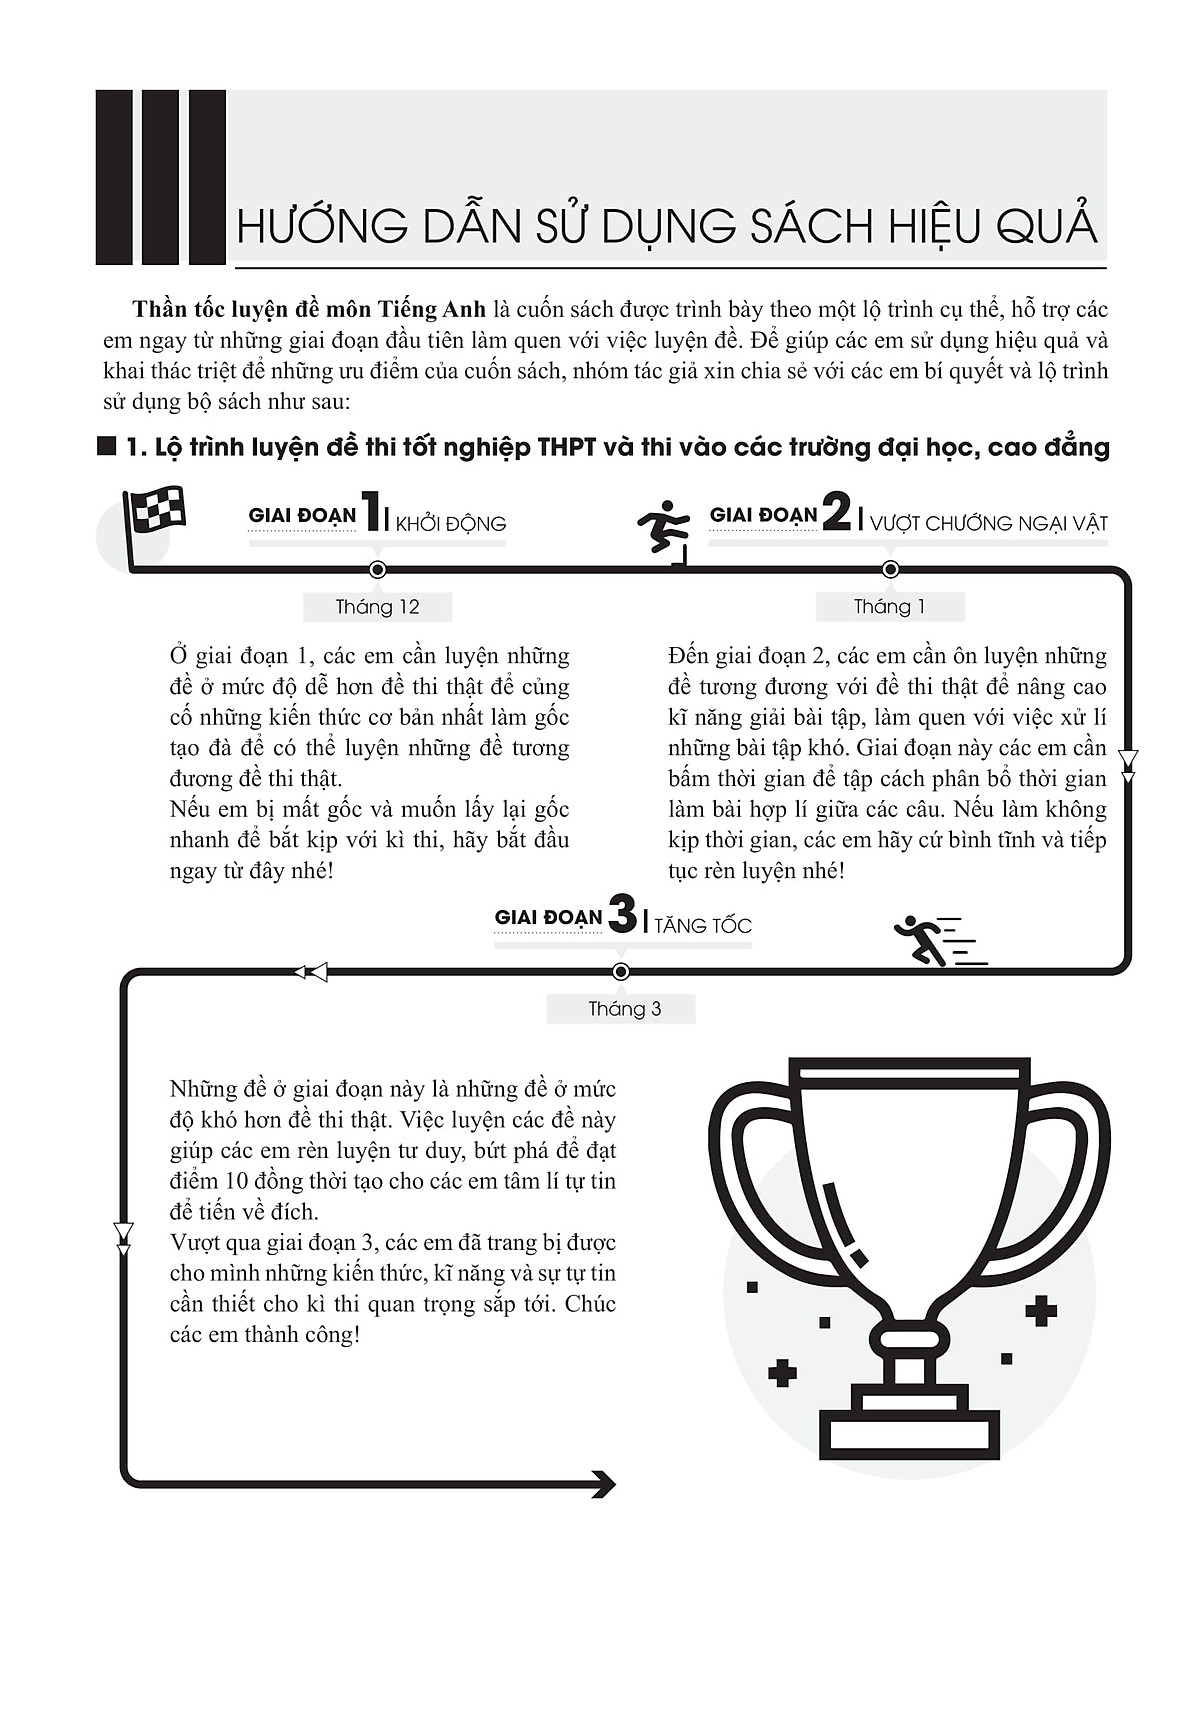 III
HƯỚNG DẪN SỬ DỤNG SÁCH HIỆU QUẢ
Thần tốc luyện đề môn Tiếng Anh là cuốn sách được trình bày theo một lộ trình cụ thể, hỗ trợ các
em ngay từ những giai đoạn đầu tiên làm quen với việc luyện đề. Để giúp các em sử dụng hiệu quả và
khai thác triệt để những ưu điểm của cuốn sách, nhóm tác giả xin chia sẻ với các em bí quyết và lộ trình
sử dụng bộ sách như sau:
1. Lộ trình luyện đề thi tốt nghiệp THPT và thi vào các trường đại học, cao đẳng
GIAI ĐOẠN 1 | KHỞI ĐỘNG
Tháng 12
Ở giai đoạn 1, các em cần luyện những
đề ở mức độ dễ hơn đề thi thật để củng
cố những kiến thức cơ bản nhất làm gốc
tạo đà để có thể luyện những đề tương
đương đề thi thật.
Nếu em bị mất gốc và muốn lấy lại gốc
nhanh để bắt kịp với kì thi, hãy bắt đầu
ngay từ đây nhé!
GIAI ĐOẠN 2 | VƯỢT CHƯỚNG NGẠI VẬT
Tháng 1
Đến giai đoạn 2, các em cần ôn luyện những
đề tương đương với đề thi thật để nâng cao
kĩ năng giải bài tập, làm quen với việc xử lí
những bài tập khó. Giai đoạn này các em cần
bấm thời gian để tập cách phân bổ thời gian
làm bài hợp lí giữa các câu. Nếu làm không
kịp thời gian, các em hãy cứ bình tĩnh và tiếp
tục rèn luyện nhé!
GIAI ĐOẠN 3 | TĂNG TỐC
Tháng 3
Những đề ở giai đoạn này là những đề ở mức
độ khó hơn đề thi thật. Việc luyện các đề này
giúp các em rèn luyện tư duy, bứt phá để đạt
điểm 10 đồng thời tạo cho các em tâm lí tự tin
để tiến về đích.
Vượt qua giai đoạn 3, các em đã trang bị được
cho mình những kiến thức, kĩ năng và sự tự tin
cần thiết cho kì thi quan trọng sắp tới. Chúc
các em thành công!